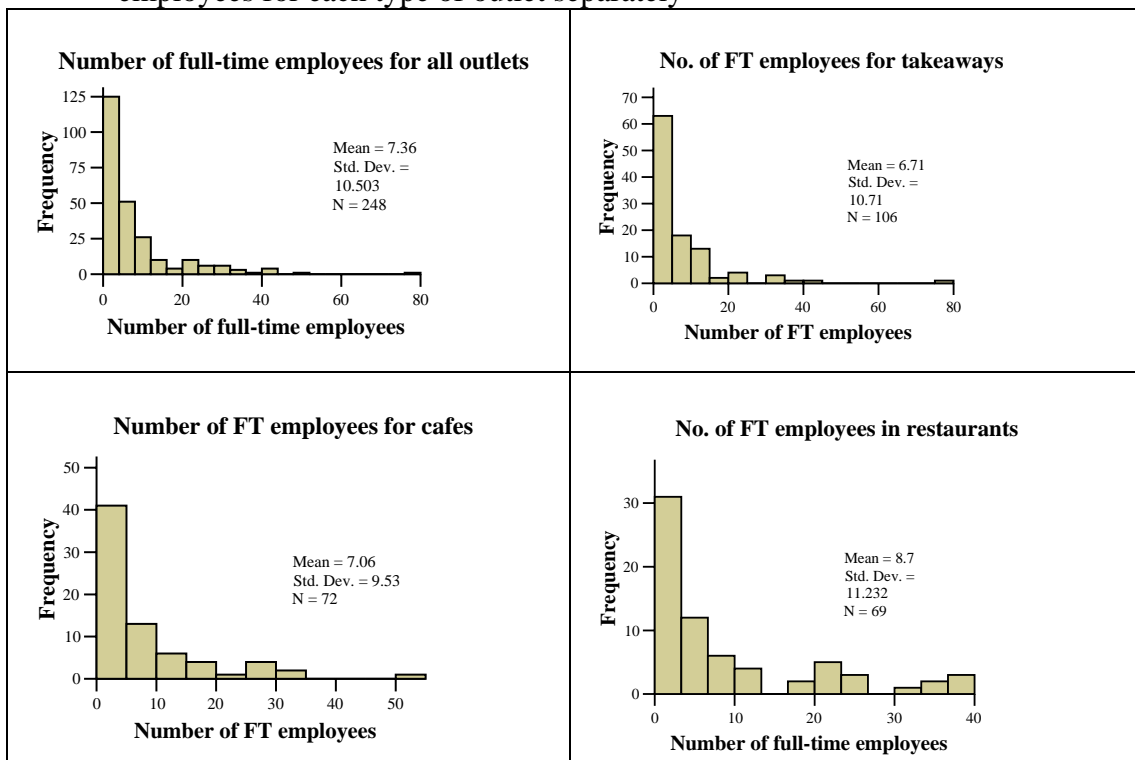 employees for each type of outlet separately
Number of full-time employees for all outlets
125
100
75
50
25
0
Frequency
Mean = 7.36
Std. Dev. =
10.503
N = 248
0 20 40 60 80
Number of full-time employees
No. of FT employees for takeaways
70
60
50
40
30
20
10
0
Frequency
Mean = 6.71
Std. Dev. =
10.71
N = 106
0 20 40 60 80
Number of FT employees
Number of FT employees for cafes
50
40
30
20
10
0
Frequency
Mean = 7.06
Std. Dev. = 9.53
N = 72
0 10 20 30 40 50
Number of FT employees
No. of FT employees in restaurants
30
20
10
0
Frequency
Mean = 8.7
Std. Dev. =
11.232
N = 69
0 10 20 30 40
Number of full-time employees